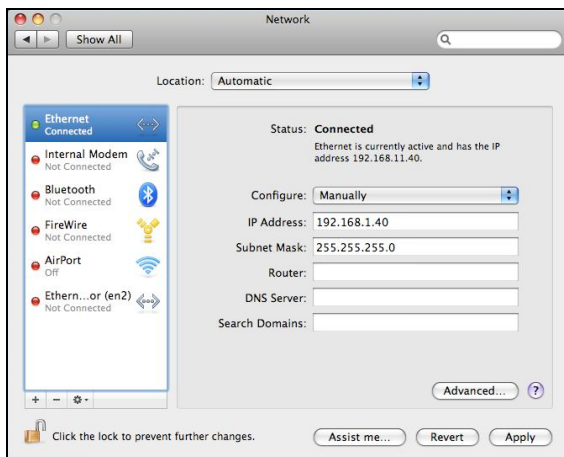 Network
Show All
Location: Automatic
Ethernet
Connected
Internal Modem
Not Connected
Bluetooth
Not Connected
FireWire
Not Connected
AirPort
Off
Ethern...or (en2)
Not Connected
Status: Connected
Ethernet is currently active and has the IP
address 192.168.11.40.
Configure: Manually
IP Address: 192.168.1.40
Subnet Mask: 255.255.255.0
Router:
DNS Server:
Search Domains:
Advanced... ?
Click the lock to prevent further changes.
Assist me... Revert Apply